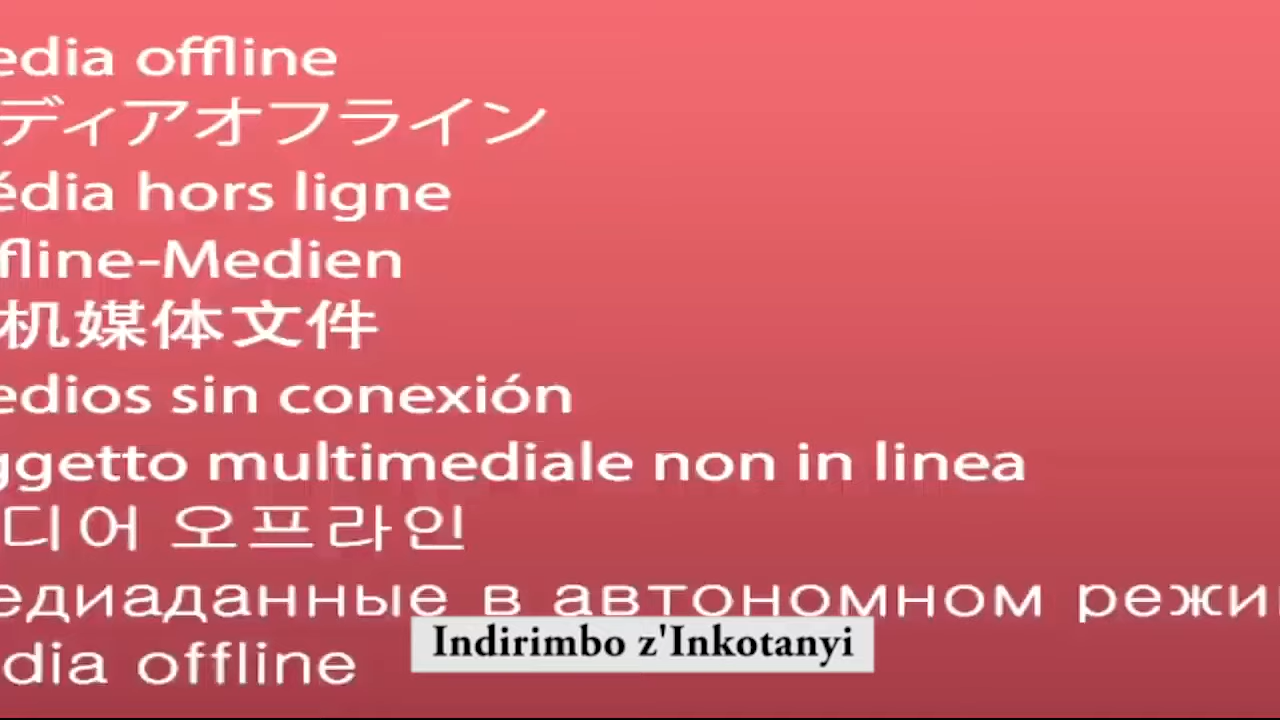 edia offline
ディアオフライン
édia hors ligne
fline-Medien
机媒体文件
edios sin conexión
ggetto multimediale non in linea
디어 오프라인
едиаданные в автономном режи
dia offline
Indirimbo z'Inkotanyi